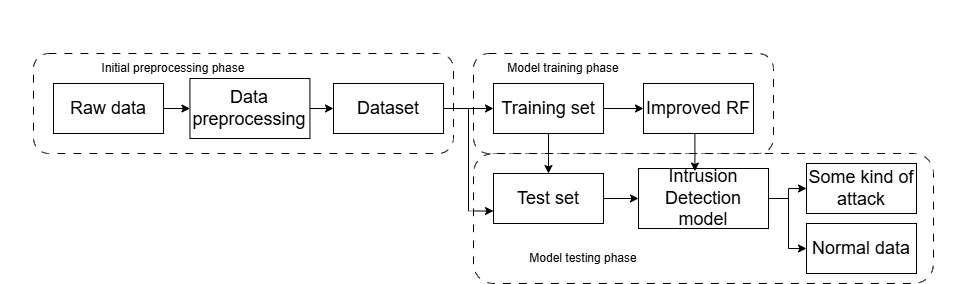 Initial preprocessing phase
Raw data
Data
preprocessing
Dataset
Model training phase
Training set
Improved RF
Test set
Intrusion
Detection
model
Some kind of
attack
Normal data
Model testing phase